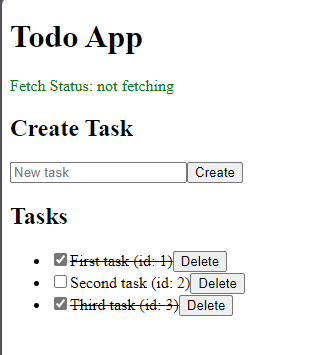 Todo App
Fetch Status: not fetching
Create Task
New task Create
Tasks
First task (id: 1) Delete
Second task (id: 2) Delete
Third task (id: 3) Delete